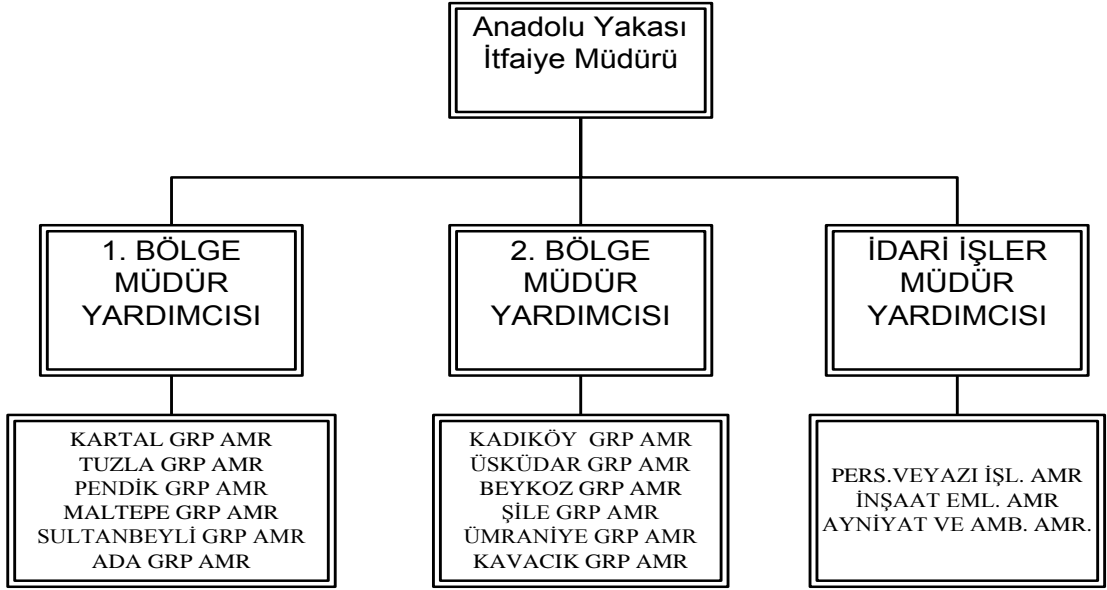 Anadolu Yakası
İtfaiye Müdürü
1. BÖLGE
MÜDÜR
YARDIMCISI
2. BÖLGE
MÜDÜR
YARDIMCISI
İDARİ İŞLER
MÜDÜR
YARDIMCISI
KARTAL GRP AMR
TUZLA GRP AMR
PENDİK GRP AMR
MALTEPE GRP AMR
SULTANBEYLİ GRP AMR
ADA GRP AMR
KADIKÖY GRP AMR
ÜSKÜDAR GRP AMR
BEYKOZ GRP AMR
ŞİLE GRP AMR
ÜMRANİYE GRP AMR
KAVACIK GRP AMR
PERS.VEYAZI İŞL. AMR
İNŞAAT EML. AMR
AYNİYAT VE AMB. AMR.